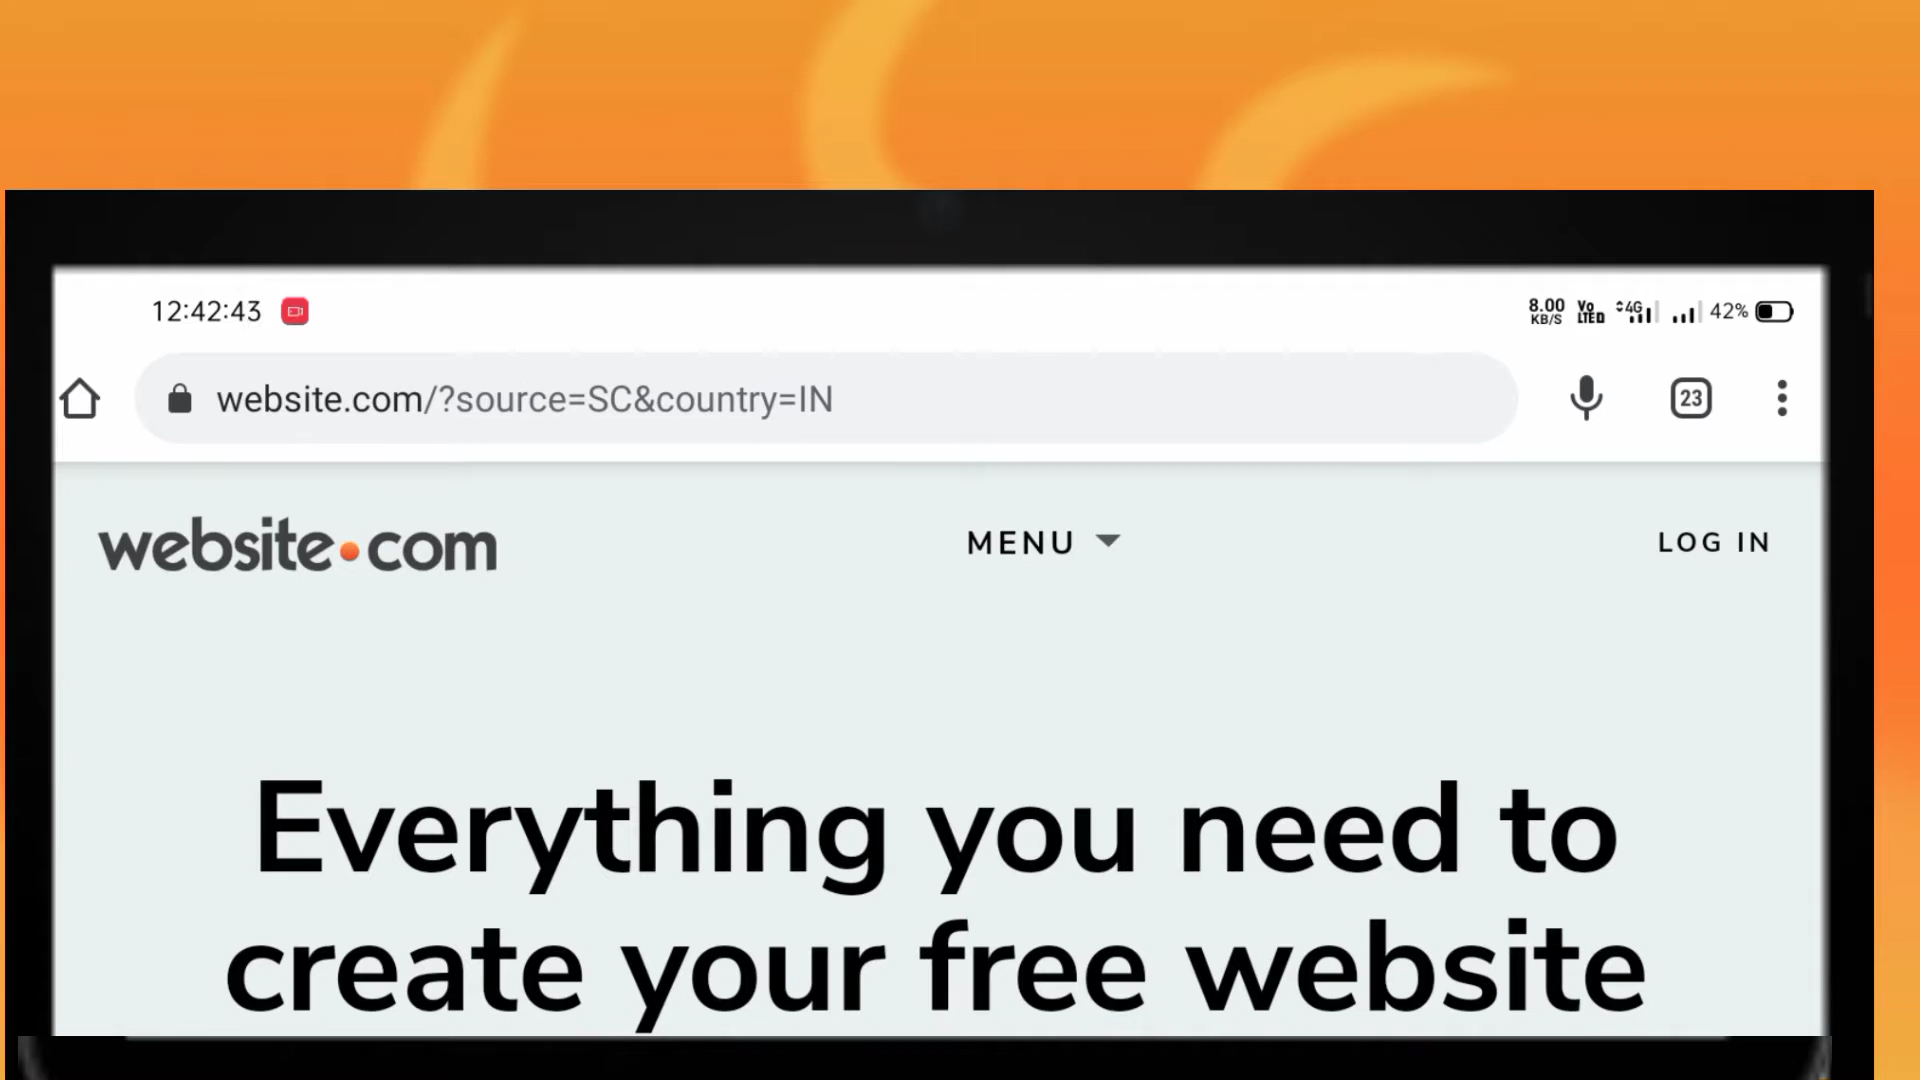 12:42:43 8.00 KB/S Vo LTED 4G 42%
website.com/?source=SC&country=IN 23
website.com MENU LOG IN
Everything you need to
create your free website